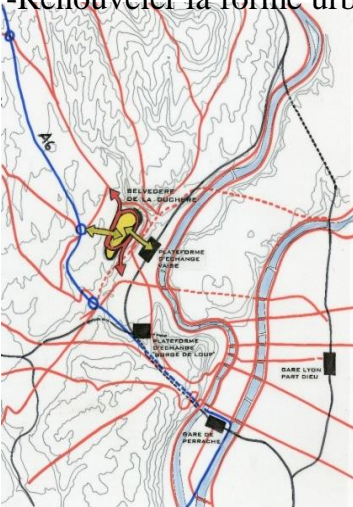 -Renouveler la forme urb
A6
BELVEDERE
DE LA DUCHERE
PLATEFORME
D'ECHANGE
VAISE
PLATEFORME
D'ECHANGE
"GORGE DE LOUP"
GARE LYON
PART DIEU
GARE DE
PERRACHE